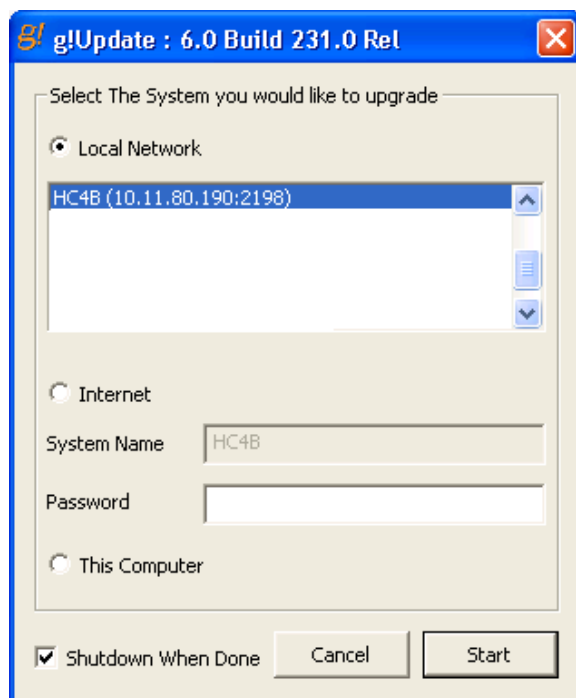 g! g!Update : 6.0 Build 231.0 Rel
Select The System you would like to upgrade
Local Network
HC4B (10.11.80.190:2198)
Internet
System Name HC4B
Password
This Computer
Shutdown When Done Cancel Start